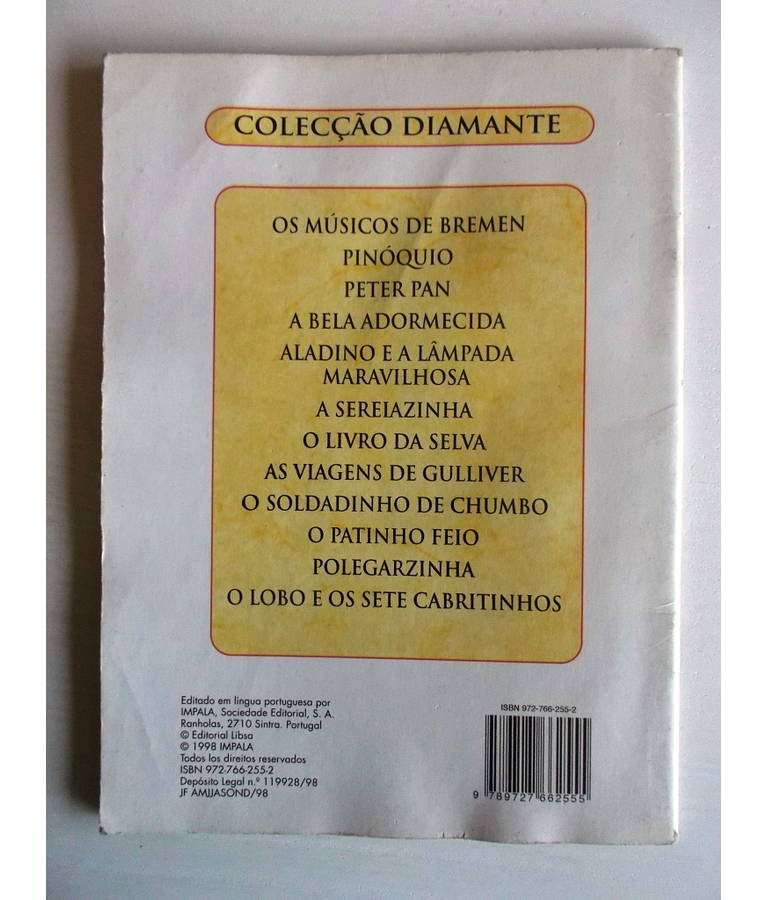 COLECÇÃO DIAMANTE
OS MÚSICOS DE BREMEN
PINÓQUIO
PETER PAN
A BELA ADORMECIDA
ALADINO E A LÂMPADA
MARAVILHOSA
A SEREIAZINHA
O LIVRO DA SELVA
AS VIAGENS DE GULLIVER
O SOLDADINHO DE CHUMBO
O PATINHO FEIO
POLEGARZINHA
O LOBO E OS SETE CABRITINHOS
Editado em língua portuguesa por
IMPALA, Sociedade Editorial, S. A.
Ranholas, 2710 Sintra. Portugal
© Editorial Libsa
© 1998 IMPALA
Todos los direitos reservados
ISBN 972-766-255-2
Depósito Legal n.º 119928/98
JF AMJJASOND/98
ISBN 972-766-255-2
9 789727 662555